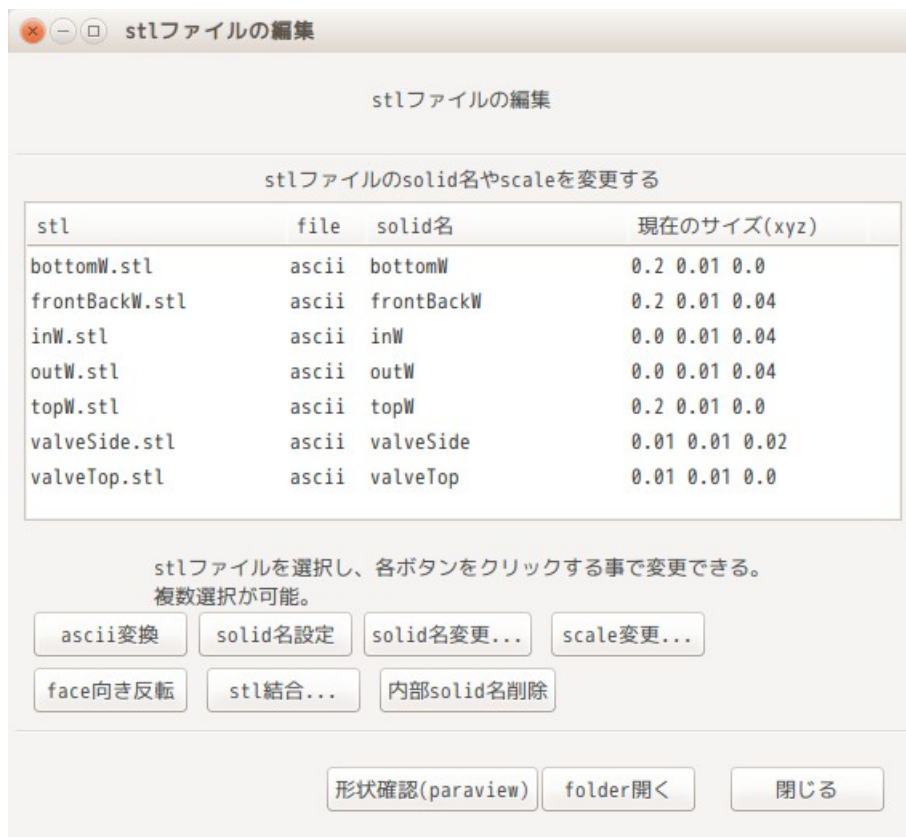 stlファイルの編集
stlファイルの編集
stlファイルのsolid名やscaleを変更する
stl file solid名 現在のサイズ(xyz)
bottomW.stl ascii bottomW 0.2 0.01 0.0
frontBackW.stl ascii frontBackW 0.2 0.01 0.04
inW.stl ascii inW 0.0 0.01 0.04
outW.stl ascii outW 0.0 0.01 0.04
topW.stl ascii topW 0.2 0.01 0.0
valveSide.stl ascii valveSide 0.01 0.01 0.02
valveTop.stl ascii valveTop 0.01 0.01 0.0
stlファイルを選択し、各ボタンをクリックする事で変更できる。
複数選択が可能。
ascii変換 solid名設定 solid名変更... scale変更...
face向き反転 stl結合... 内部solid名削除
形状確認(paraview) folder開く 閉じる